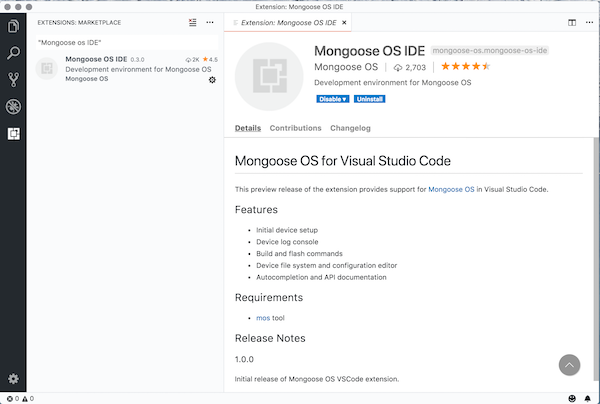 Extension: Mongoose OS IDE
EXTENSIONS: MARKETPLACE
"Mongoose os IDE"
Mongoose OS IDE 0.3.0 2K 4.5
Development environment for Mongoose OS
Mongoose OS
Extension: Mongoose OS IDE
Mongoose OS IDE mongoose-os.mongoose-os-ide
Mongoose OS 2,703
Development environment for Mongoose OS
Disable Uninstall
Details Contributions Changelog
Mongoose OS for Visual Studio Code
This preview release of the extension provides support for Mongoose OS in Visual Studio Code.
Features
• Initial device setup
• Device log console
• Build and flash commands
• Device file system and configuration editor
• Autocompletion and API documentation
Requirements
• mos tool
Release Notes
1.0.0
Initial release of Mongoose OS VSCode extension.
0 0